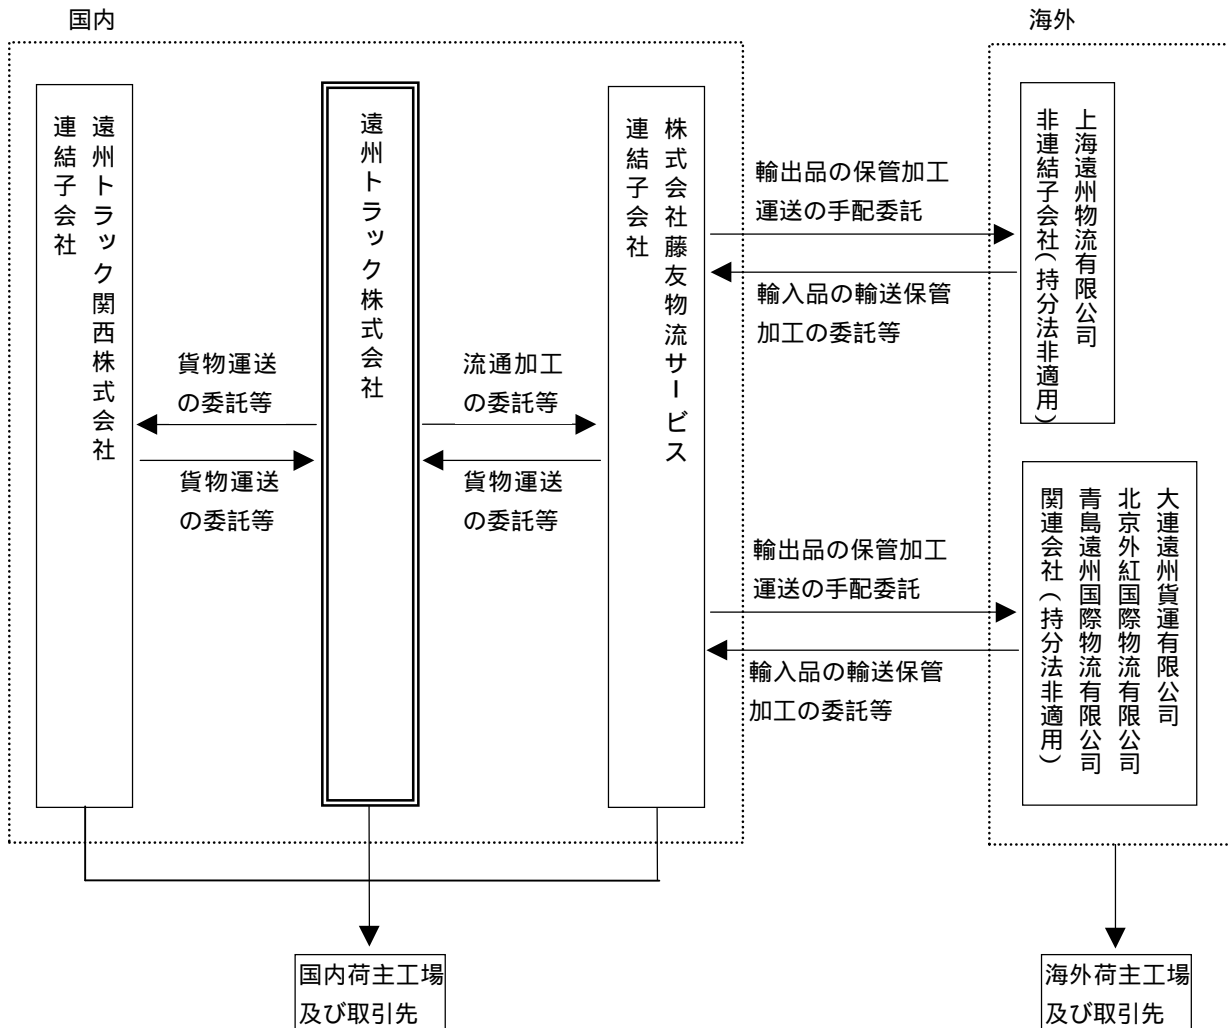 国内
海外
遠州トラック関西株式会社
連結子会社
遠州トラック株式会社
株式会社藤友物流サービス
連結子会社
上海遠州物流有限公司
非連結子会社(持分法非適用)
輸出品の保管加工
運送の手配委託
輸入品の輸送保管
加工の委託等
貨物運送
の委託等
流通加工
の委託等
貨物運送
の委託等
貨物運送
の委託等
大連遠州貨運有限公司
北京外紅国際物流有限公司
青島遠州国際物流有限公司
関連会社(持分法非適用)
輸出品の保管加工
運送の手配委託
輸入品の輸送保管
加工の委託等
国内荷主工場
及び取引先
海外荷主工場
及び取引先